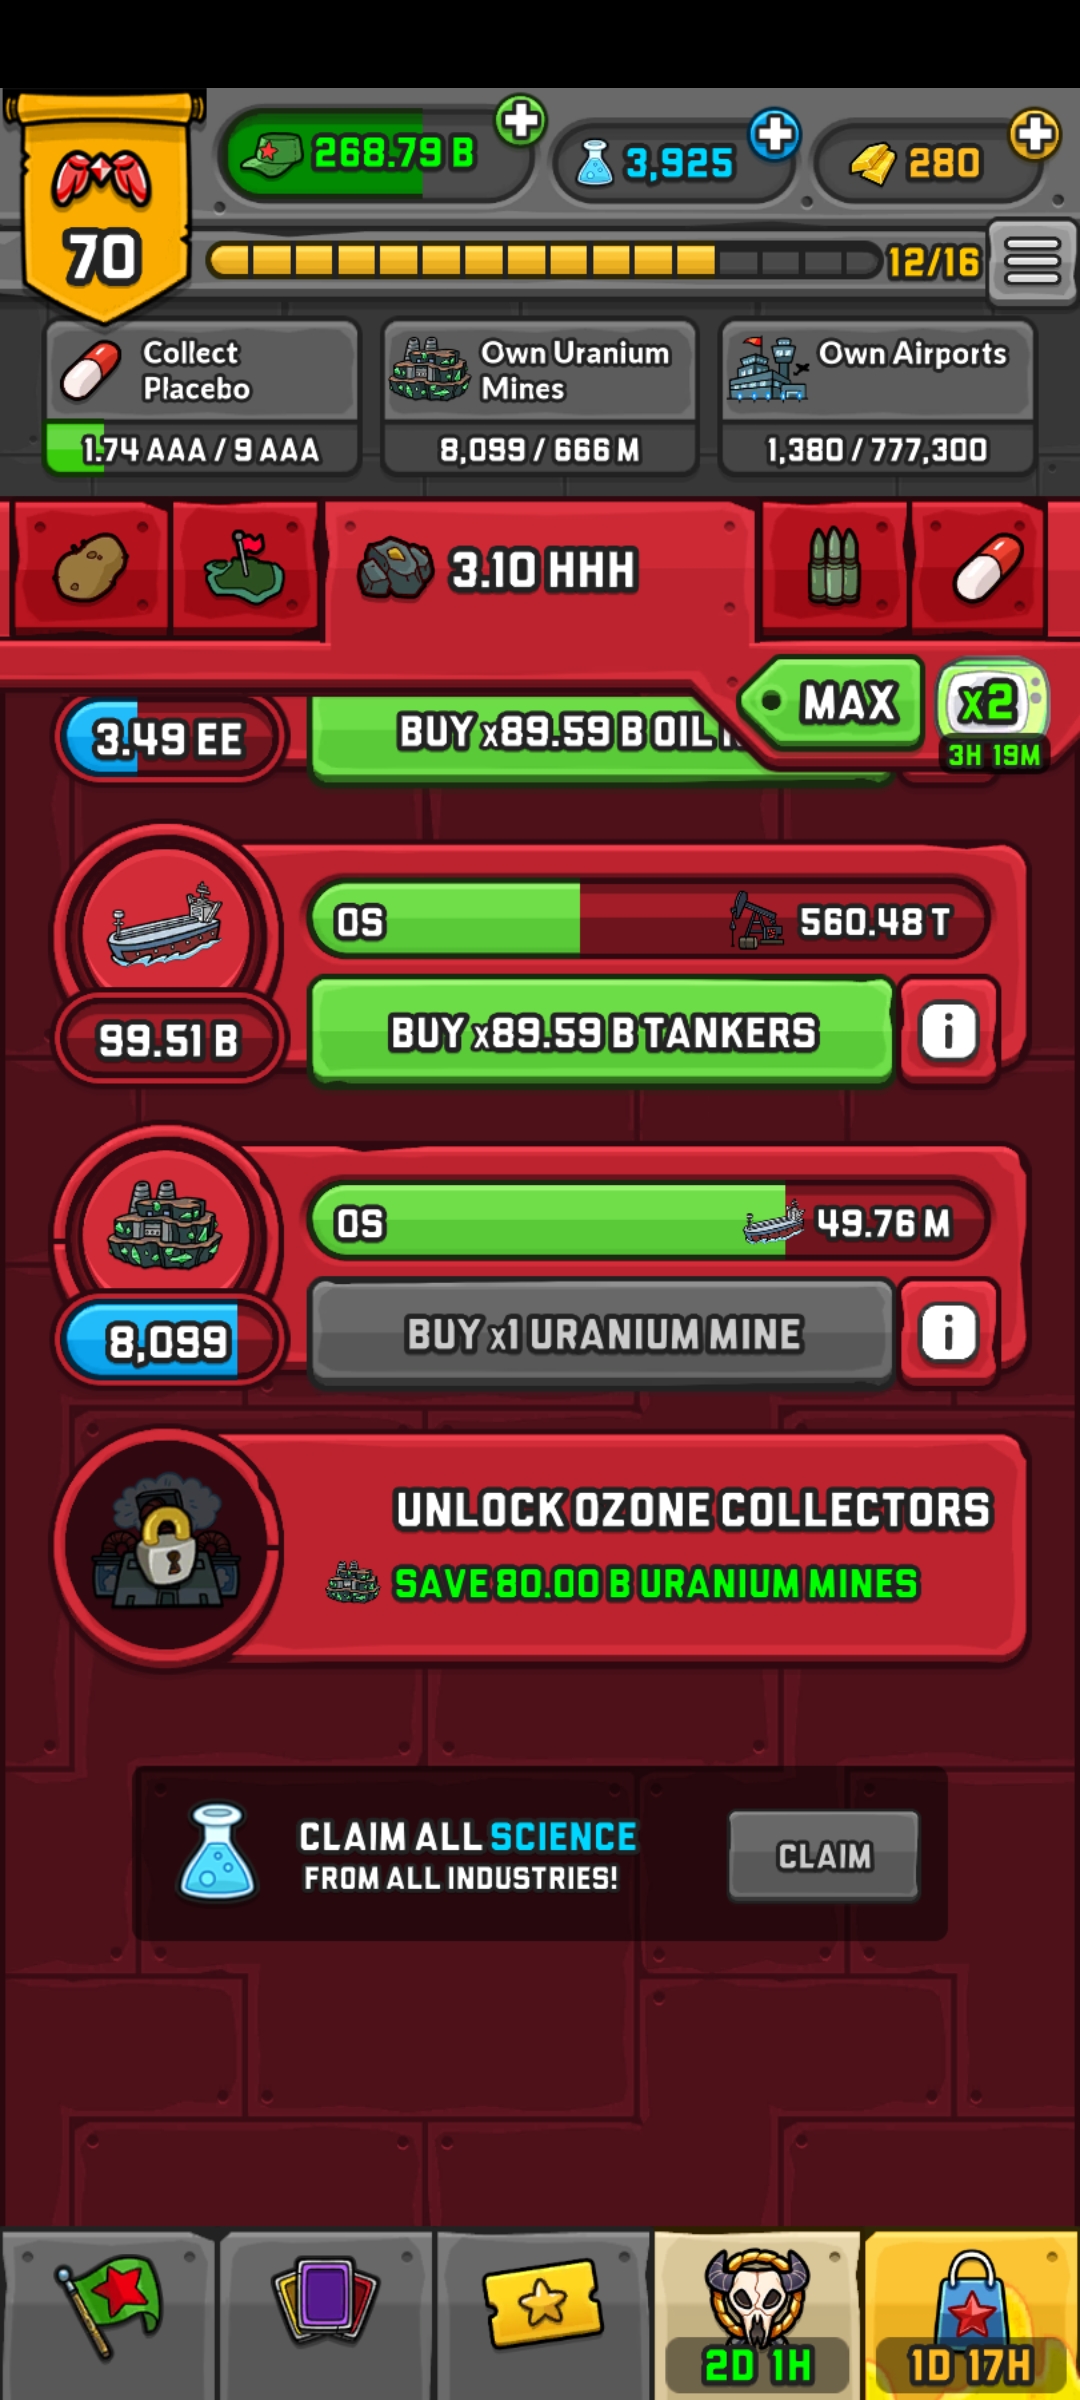 268.79 B
3,925
280
70
12/16
Collect
Placebo
1.74 AAA / 9 AAA
Own Uranium
Mines
8,099 / 666 M
Own Airports
1,380 / 777,300
3.10 HHH
MAX
x2
3H 19M
3.49 EE
BUY x89.59 B OIL
0S
560.48 T
99.51 B
BUY x89.59 B TANKERS
i
0S
49.76 M
8,099
BUY x1 URANIUM MINE
i
UNLOCK OZONE COLLECTORS
SAVE 80.00 B URANIUM MINES
CLAIM ALL SCIENCE
FROM ALL INDUSTRIES!
CLAIM
2D 1H
1D 17H